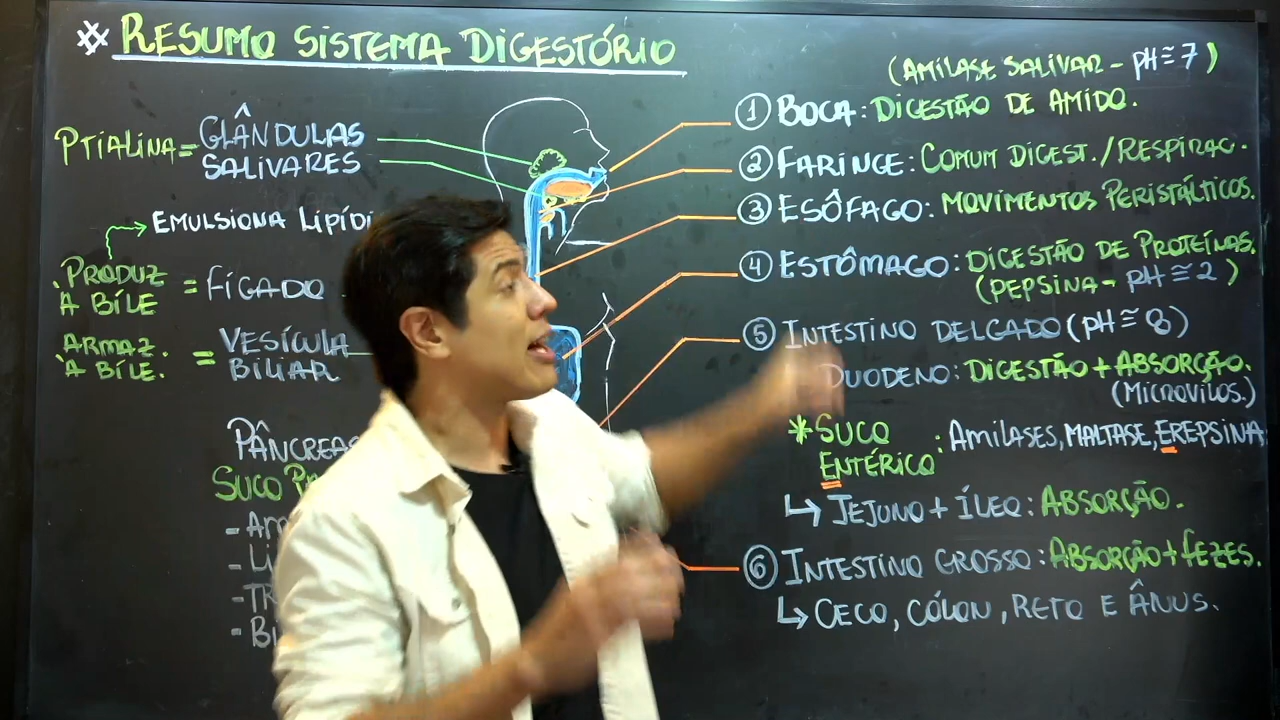 RESUMO SISTEMA DIGESTÓRIO
PTIALINA = GLÂNDULAS
SALIVARES
EMULSIONA
PRODUZ
A BÍLE = FÍGADO
ARMAZ.
A BÍLE. = VESÍCULA
BILIAR
PÂNCREAS
SUCO
(AMILASE SALIVAR - pH ≅ 7)
1 BOCA: DIGESTÃO DE AMIDO.
2 FARINGE: COMUM DIGEST./RESPIRAÇ.
3 ESÔFAGO: MOVIMENTOS PERISTÁLTICOS.
4 ESTÔMAGO: DIGESTÃO DE PROTEÍNAS.
(PEPSINA - pH ≅ 2)
5 INTESTINO DELGADO (pH ≅ 8)
DUODENO: DIGESTÃO + ABSORÇÃO.
(MICROVILOS.)
* SUCO
ENTÉRICO: AMILASES, MALTASE, EREPSINA
↳ JEJUNO + ÍLEO: ABSORÇÃO.
6 INTESTINO GROSSO: ABSORÇÃO + FEZES.
↳ CECO, CÓLON, RETO E ÂNUS.